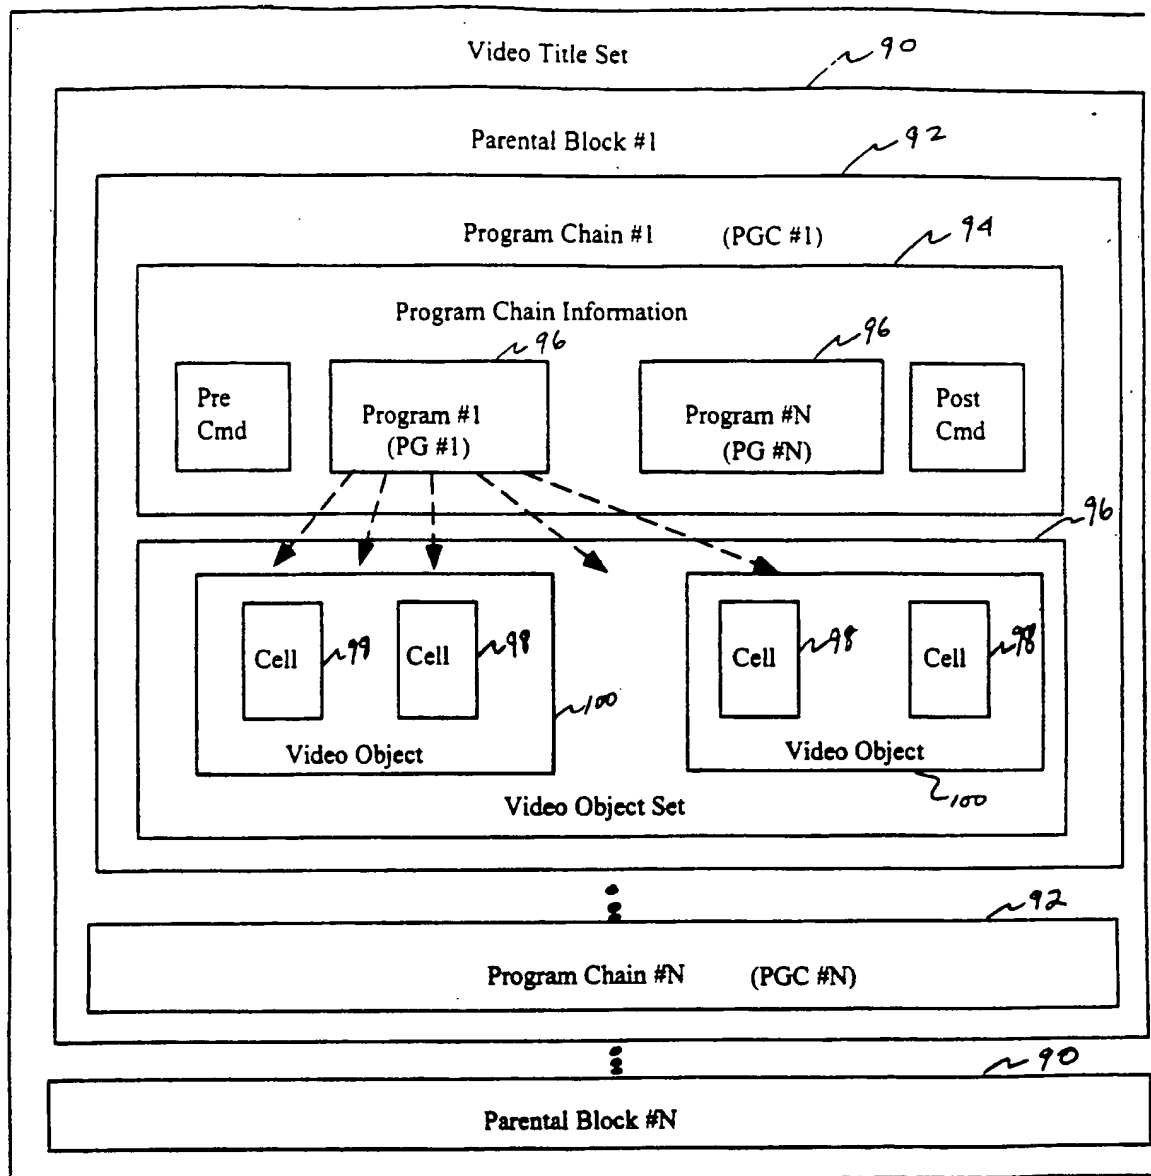 Video Title Set 90
Parental Block #1 92
Program Chain #1 (PGC #1) 94
Program Chain Information
96 96
Pre Cmd
Program #1 (PG #1)
Program #N (PG #N)
Post Cmd
96
Cell 98 Cell 98 Cell 98 Cell 98
100
Video Object Video Object
100
Video Object Set
92
Program Chain #N (PGC #N)
90
Parental Block #N